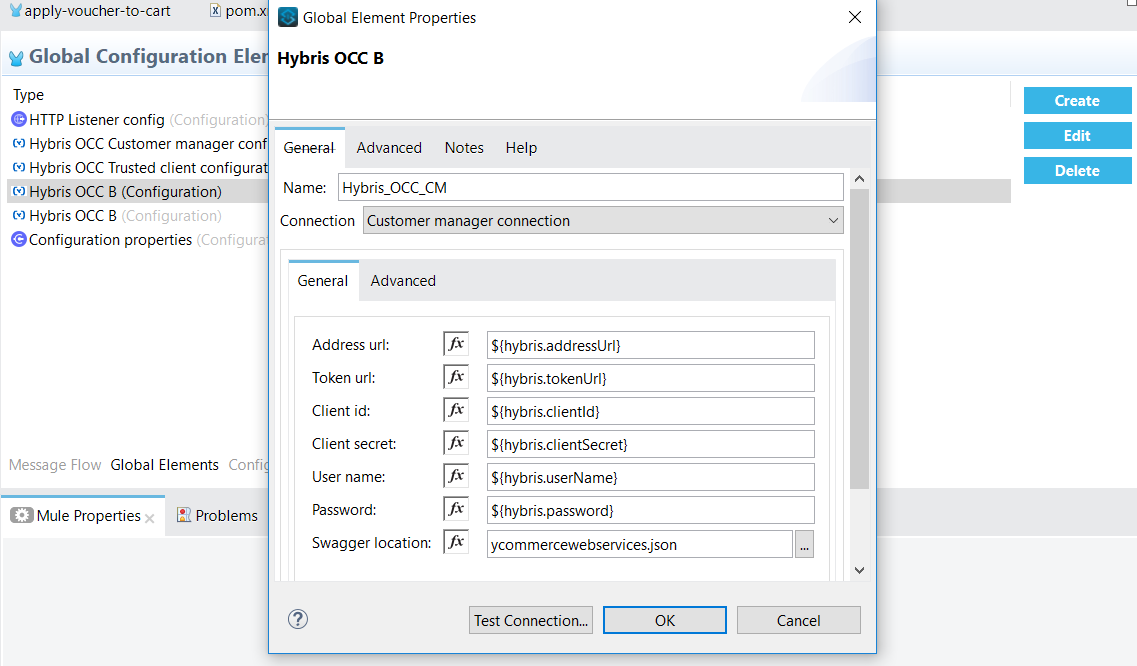 apply-voucher-to-cart
pom.x
Global Configuration Eler
Type
HTTP Listener config (Configuration)
Hybris OCC Customer manager conf
Hybris OCC Trusted client configurat
Hybris OCC B (Configuration)
Hybris OCC B (Configuration)
Configuration properties (Configurat
Message Flow Global Elements Config
Mule Properties Problems
Global Element Properties
Hybris OCC B
General Advanced Notes Help
Name: Hybris_OCC_CM
Connection Customer manager connection
General Advanced
Address url: fx ${hybris.addressUrl}
Token url: fx ${hybris.tokenUrl}
Client id: fx ${hybris.clientId}
Client secret: fx ${hybris.clientSecret}
User name: fx ${hybris.userName}
Password: fx ${hybris.password}
Swagger location: fx ycommercewebservices.json ...
? Test Connection... OK Cancel
Create
Edit
Delete